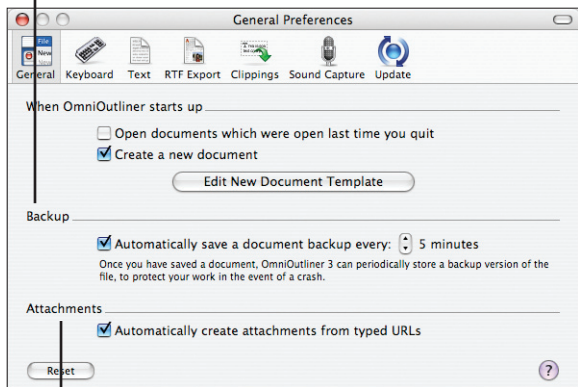 General Preferences
File
New
General Keyboard Text RTF Export Clippings Sound Capture Update
When OmniOutliner starts up
Open documents which were open last time you quit
Create a new document
Edit New Document Template
Backup
Automatically save a document backup every: 5 minutes
Once you have saved a document, OmniOutliner 3 can periodically store a backup version of the
file, to protect your work in the event of a crash.
Attachments
Automatically create attachments from typed URLs
Reset ?